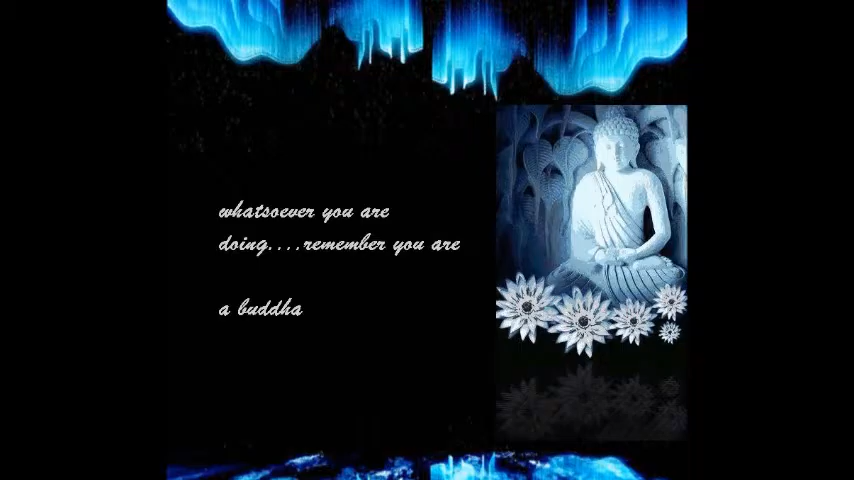 whatsoever you are
doing....remember you are
a buddha